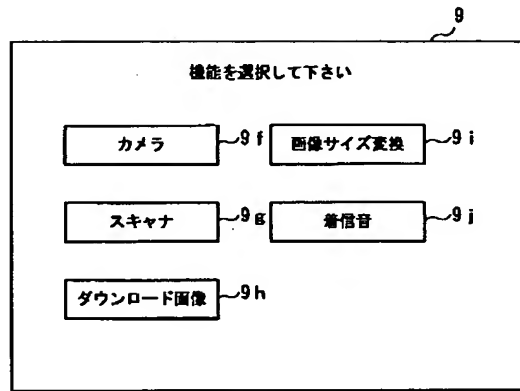 9
機能を選択して下さい
カメラ 9f 画像サイズ変換 9i
スキャナ 9g 着信音 9j
ダウンロード画像 9h